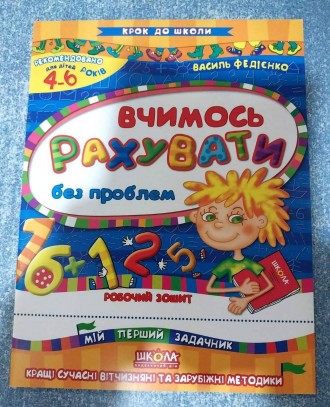 КРОК ДО ШКОЛИ
ВАСИЛЬ ФЕДІЄНКО
РЕКОМЕНДОВАНО
для дітей
4-6 РОКІВ
ВЧИМОСЬ
РАХУВАТИ
без проблем
6+1 2 5
ШКОЛА
РОБОЧИЙ ЗОШИТ
МІЙ ПЕРШИЙ ЗАДАЧНИК
ШКОЛА
КРАЩІ СУЧАСНІ ВІТЧИЗНЯНІ ТА ЗАРУБІЖНІ МЕТОДИКИ